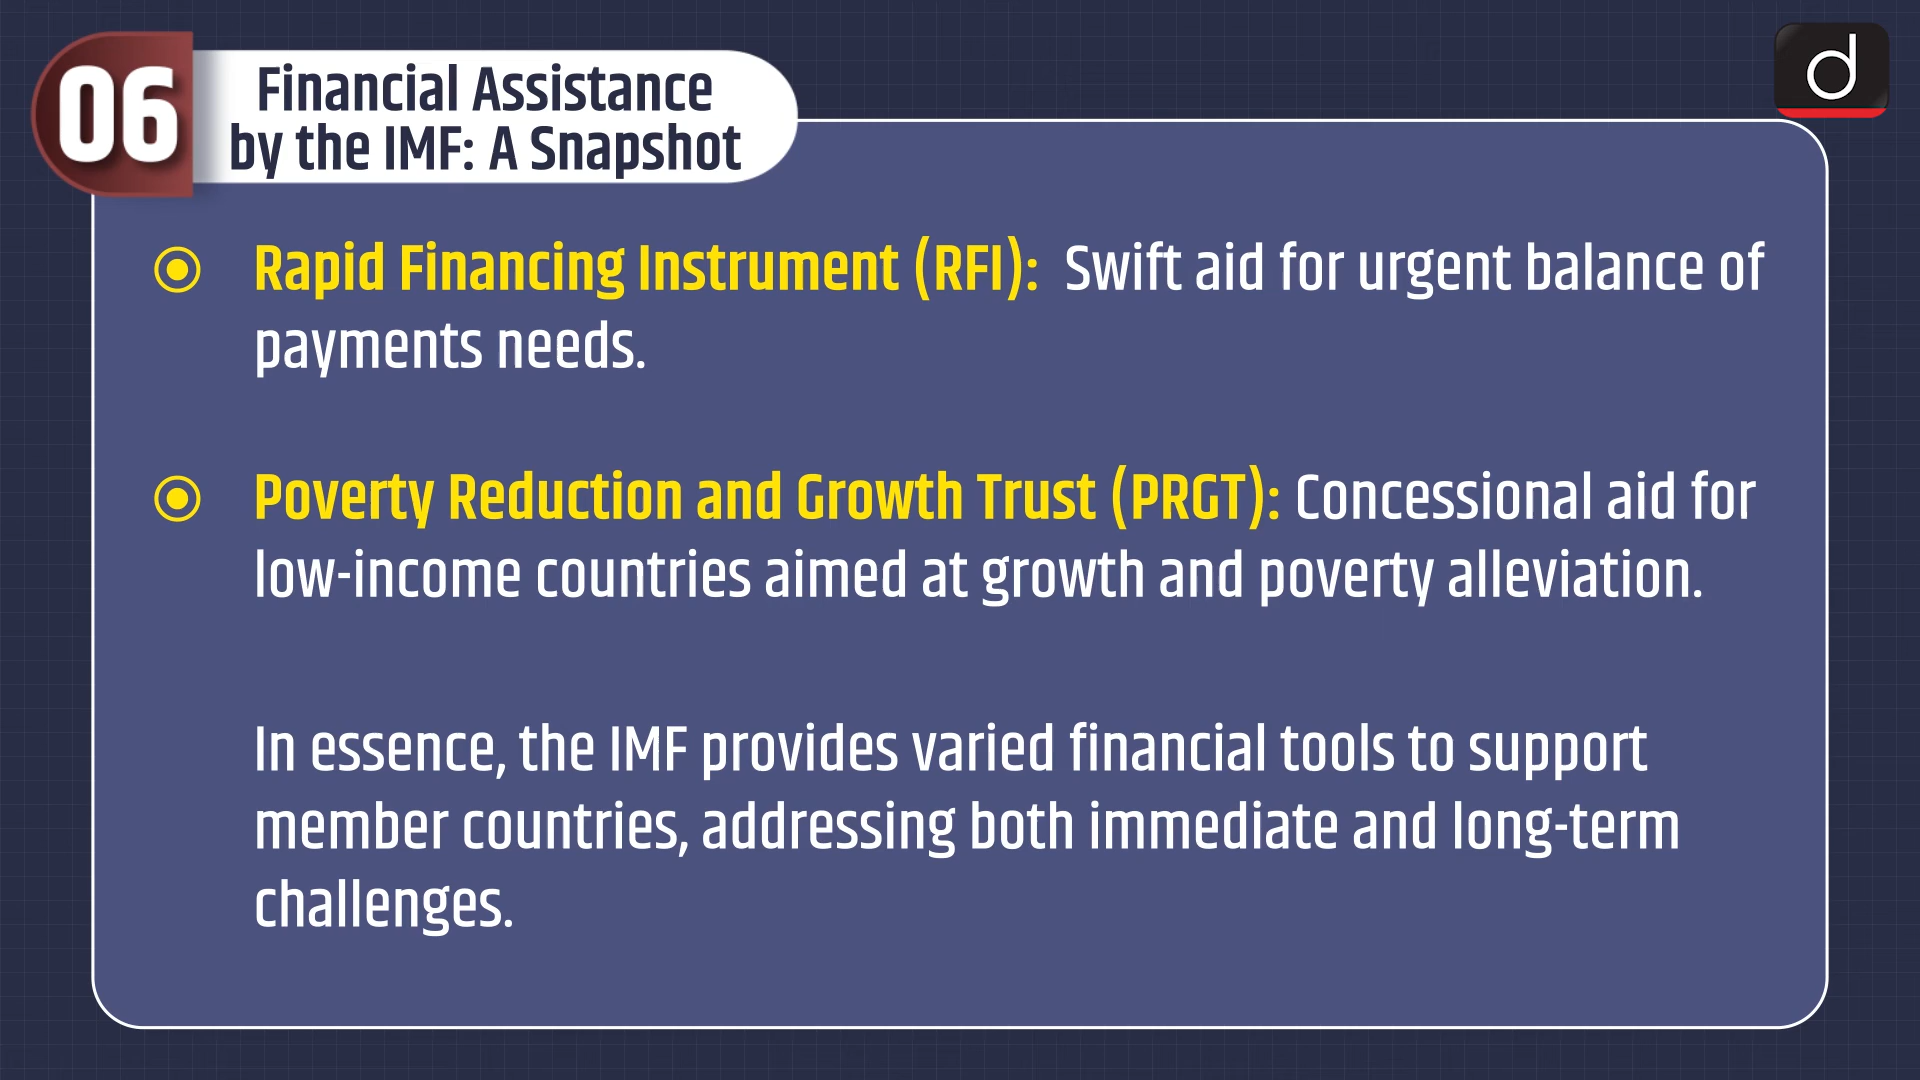 06
Financial Assistance
by the IMF: A Snapshot
d
Rapid Financing Instrument (RFI): Swift aid for urgent balance of
payments needs.
Poverty Reduction and Growth Trust (PRGT): Concessional aid for
low-income countries aimed at growth and poverty alleviation.
In essence, the IMF provides varied financial tools to support
member countries, addressing both immediate and long-term
challenges.